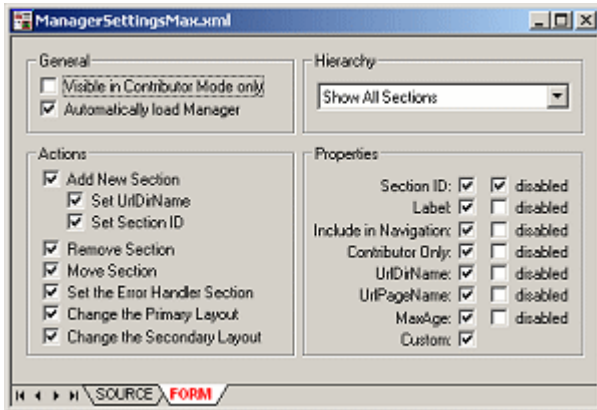 ManagerSettingsMax.xml
General
Visible in Contributor Mode only
Automatically load Manager
Hierarchy
Show All Sections
Actions
Add New Section
Set UrlDirName
Set Section ID
Remove Section
Move Section
Set the Error Handler Section
Change the Primary Layout
Change the Secondary Layout
Properties
Section ID: disabled
Label: disabled
Include in Navigation: disabled
Contributor Only: disabled
UrlDirName: disabled
UrlPageName: disabled
MaxAge: disabled
Custom:
SOURCE FORM